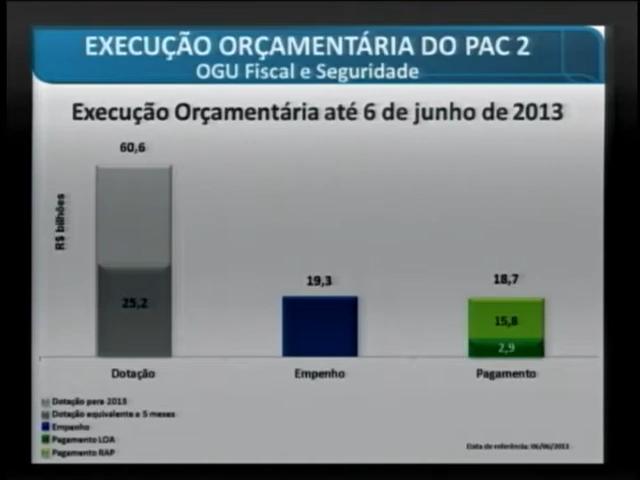 EXECUÇÃO ORÇAMENTÁRIA DO PAC 2
OGU Fiscal e Seguridade
Execução Orçamentária até 6 de junho de 2013
60,6
R$ bilhões
25,2
19,3
18,7
15,8
2,9
Dotação
Empenho
Pagamento
Dotação para 2013
Dotação equivalente a 5 meses
Empenho
Pagamento LOA
Pagamento RAP
Data de referência: 06/06/2013